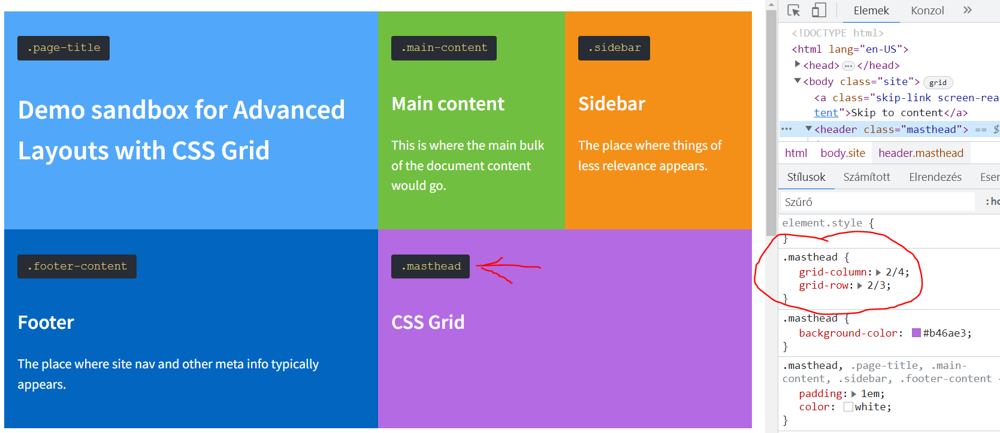 .page-title
Demo sandbox for Advanced
Layouts with CSS Grid
.main-content
Main content
This is where the main bulk
of the document content
would go.
.sidebar
Sidebar
The place where things of
less relevance appears.
.footer-content
Footer
The place where site nav and other meta info typically
appears.
.masthead
CSS Grid
Elemek Konzol
<!DOCTYPE html>
<html lang="en-US">
<head> ... </head>
<body class="site"> grid
<a class="skip-link screen-rea
tent">Skip to content</a>
... <header class="masthead"> == $
html body.site header.masthead
Stílusok Számított Elrendezés Eser
Szűrő :ho
element.style {
}
.masthead {
grid-column: 2/4;
grid-row: 2/3;
}
.masthead {
background-color: #b46ae3;
}
.masthead, .page-title, .main-
content, .sidebar, .footer-content
padding: 1em;
color: white;
}